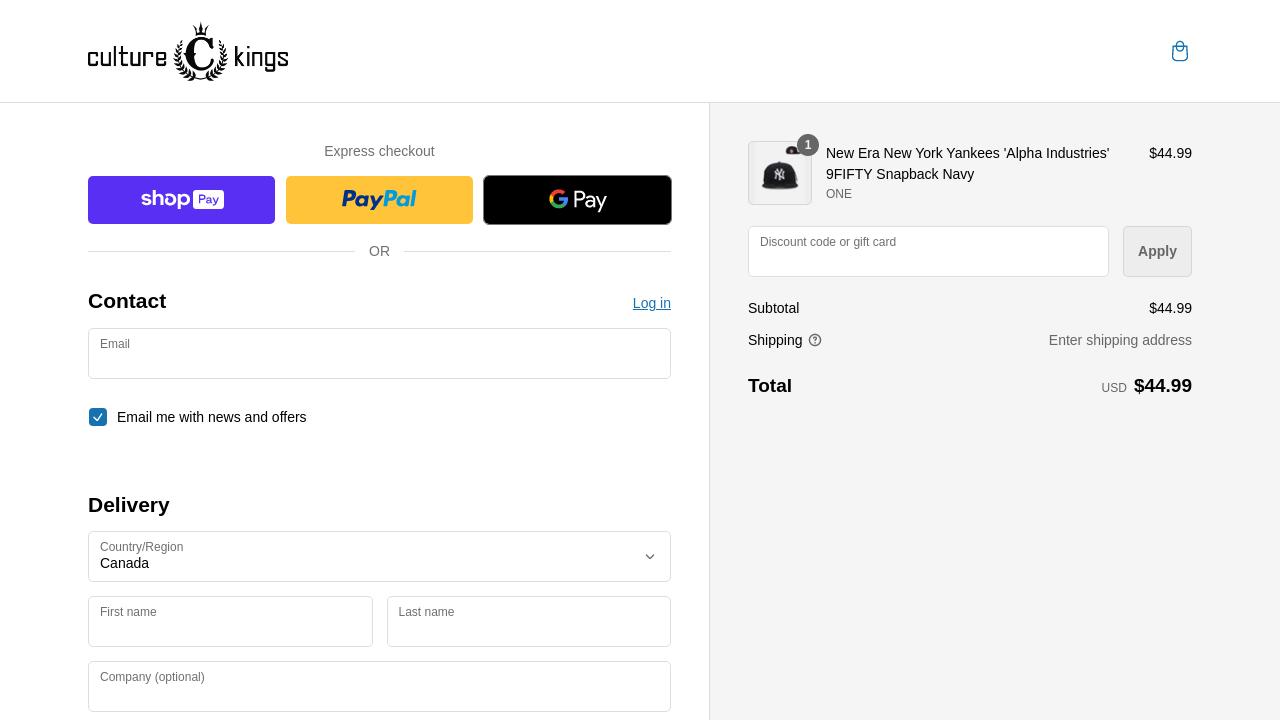 culture kings
Express checkout
shop Pay
PayPal
G Pay
OR
Contact
Log in
Email
Email me with news and offers
Delivery
Country/Region
Canada
First name
Last name
Company (optional)
1
New Era New York Yankees 'Alpha Industries'
9FIFTY Snapback Navy
ONE
$44.99
Discount code or gift card
Apply
Subtotal
$44.99
Shipping
Enter shipping address
Total
USD $44.99